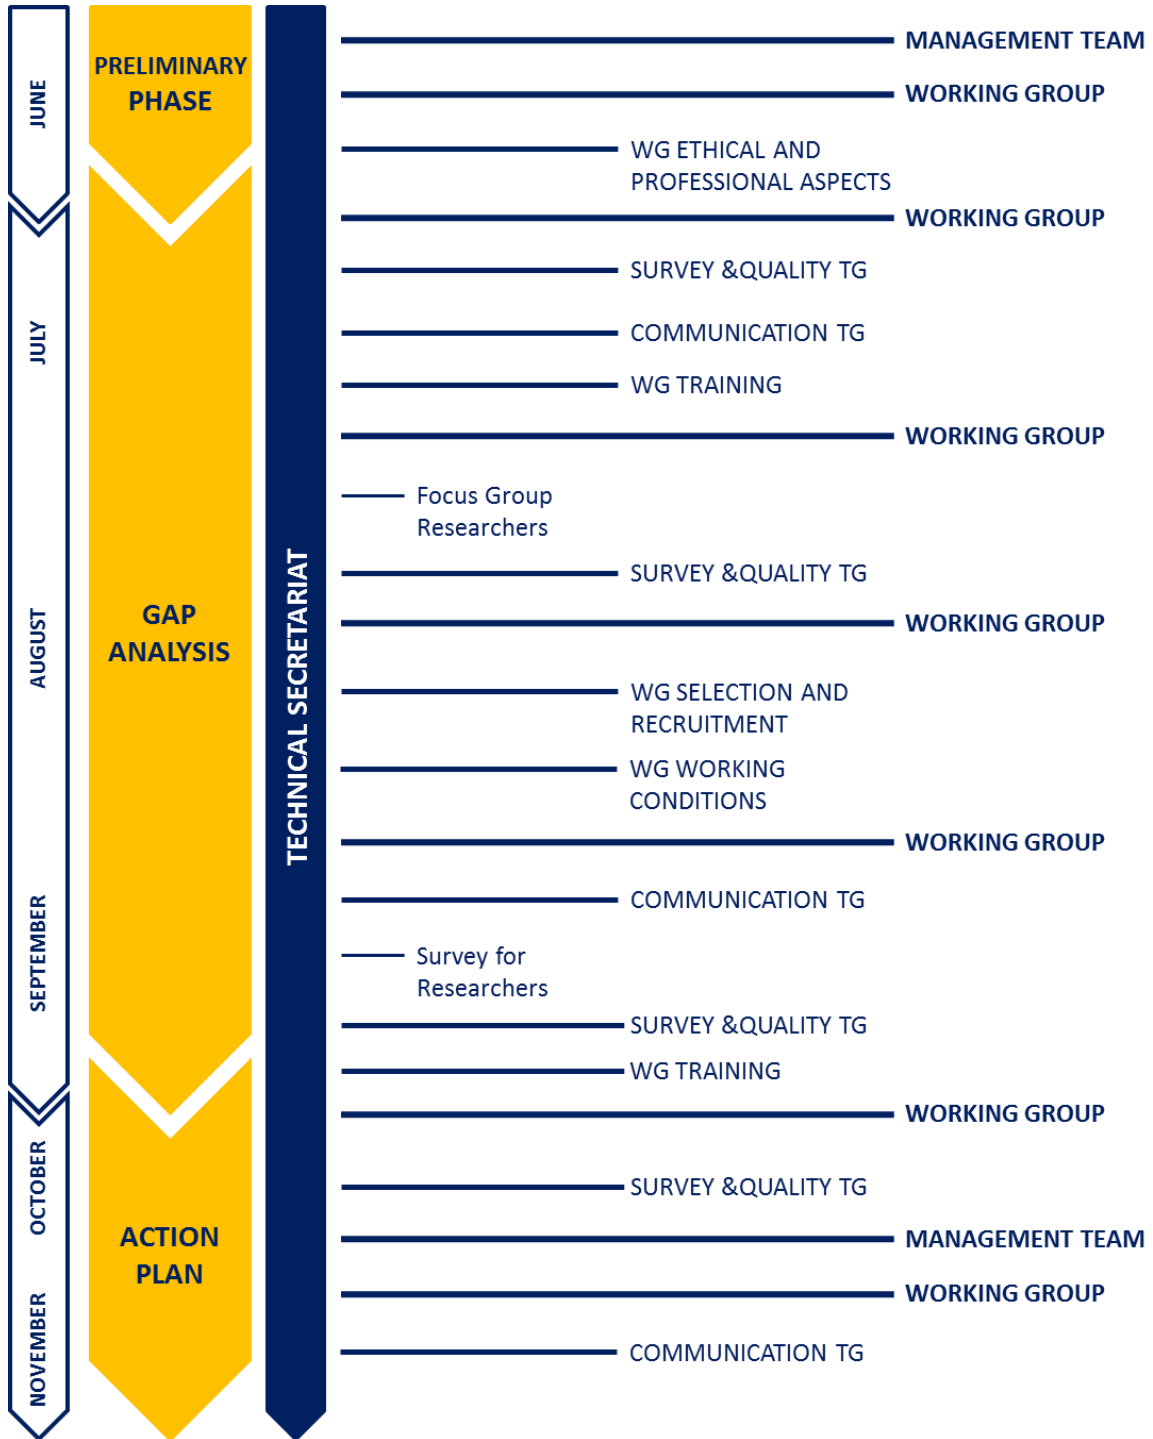 JUNE
JULY
AUGUST
SEPTEMBER
OCTOBER
NOVEMBER
PRELIMINARY
PHASE
GAP
ANALYSIS
ACTION
PLAN
TECHNICAL SECRETARIAT
MANAGEMENT TEAM
WORKING GROUP
WG ETHICAL AND
PROFESSIONAL ASPECTS
WORKING GROUP
SURVEY &QUALITY TG
COMMUNICATION TG
WG TRAINING
WORKING GROUP
Focus Group
Researchers
SURVEY &QUALITY TG
WORKING GROUP
WG SELECTION AND
RECRUITMENT
WG WORKING
CONDITIONS
WORKING GROUP
COMMUNICATION TG
Survey for
Researchers
SURVEY &QUALITY TG
WG TRAINING
WORKING GROUP
SURVEY &QUALITY TG
MANAGEMENT TEAM
WORKING GROUP
COMMUNICATION TG